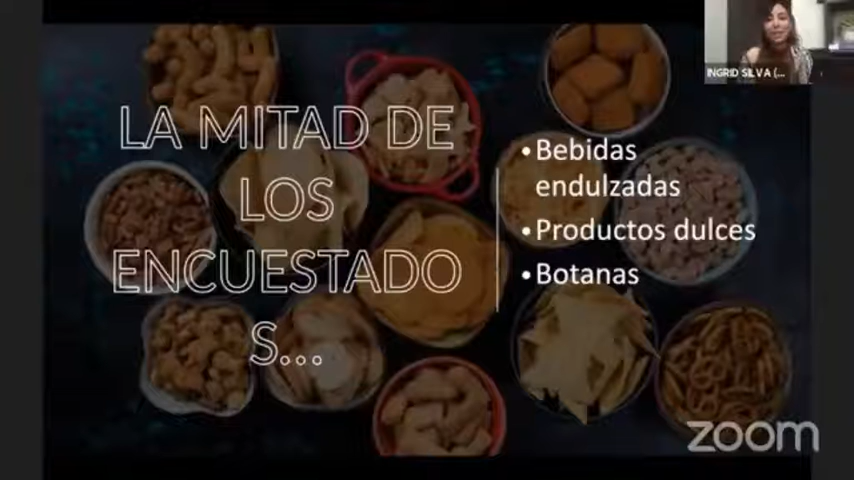 INGRID SILVA (...
LA MITAD DE
LOS
ENCUESTADO
S...
• Bebidas
endulzadas
• Productos dulces
• Botanas
zoom